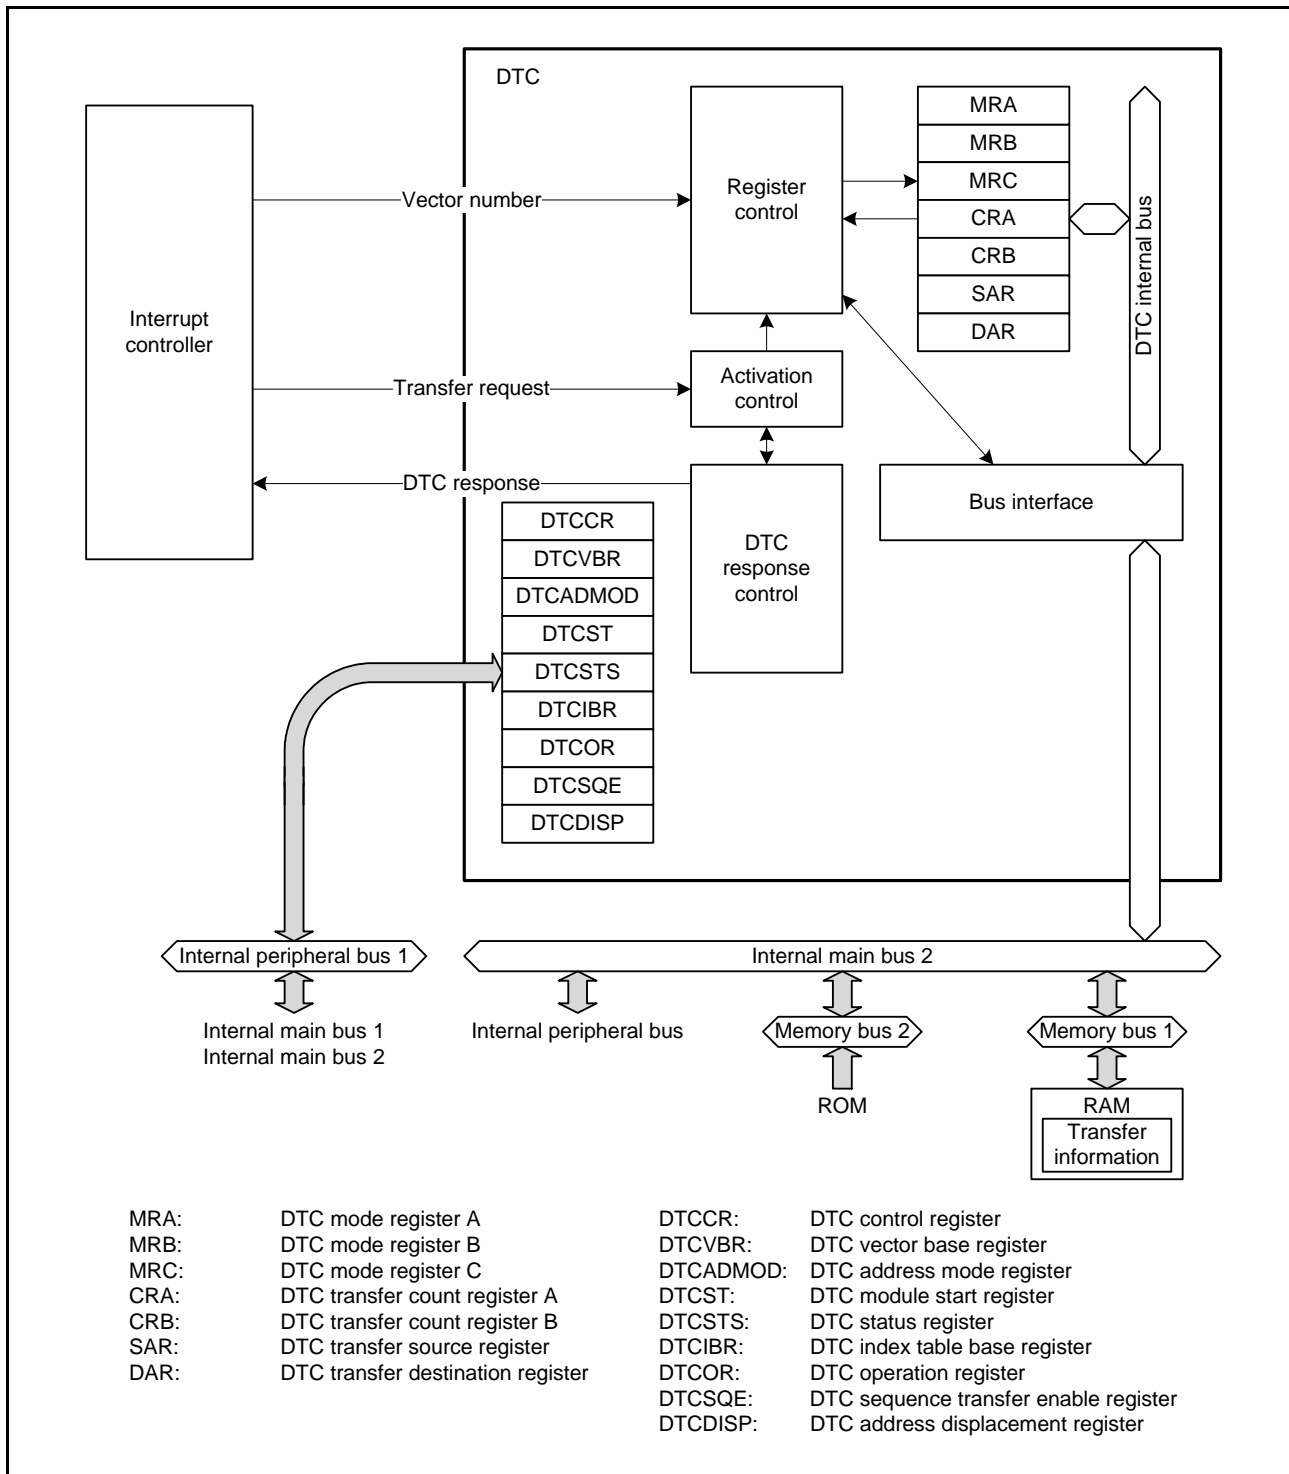 DTC
MRA
MRB
MRC
CRA
CRB
SAR
DAR
Register
control
Vector number
DTC internal bus
Interrupt
controller
Activation
control
Transfer request
DTC response
Bus interface
DTC
response
control
DTCCR
DTCVBR
DTCADMOD
DTCST
DTCSTS
DTCIBR
DTCOR
DTCSQE
DTCDISP
Internal peripheral bus 1
Internal main bus 2
Internal main bus 1
Internal main bus 2
Internal peripheral bus
Memory bus 2
Memory bus 1
ROM
RAM
Transfer
information
MRA: DTC mode register A
MRB: DTC mode register B
MRC: DTC mode register C
CRA: DTC transfer count register A
CRB: DTC transfer count register B
SAR: DTC transfer source register
DAR: DTC transfer destination register
DTCCR: DTC control register
DTCVBR: DTC vector base register
DTCADMOD: DTC address mode register
DTCST: DTC module start register
DTCSTS: DTC status register
DTCIBR: DTC index table base register
DTCOR: DTC operation register
DTCSQE: DTC sequence transfer enable register
DTCDISP: DTC address displacement register